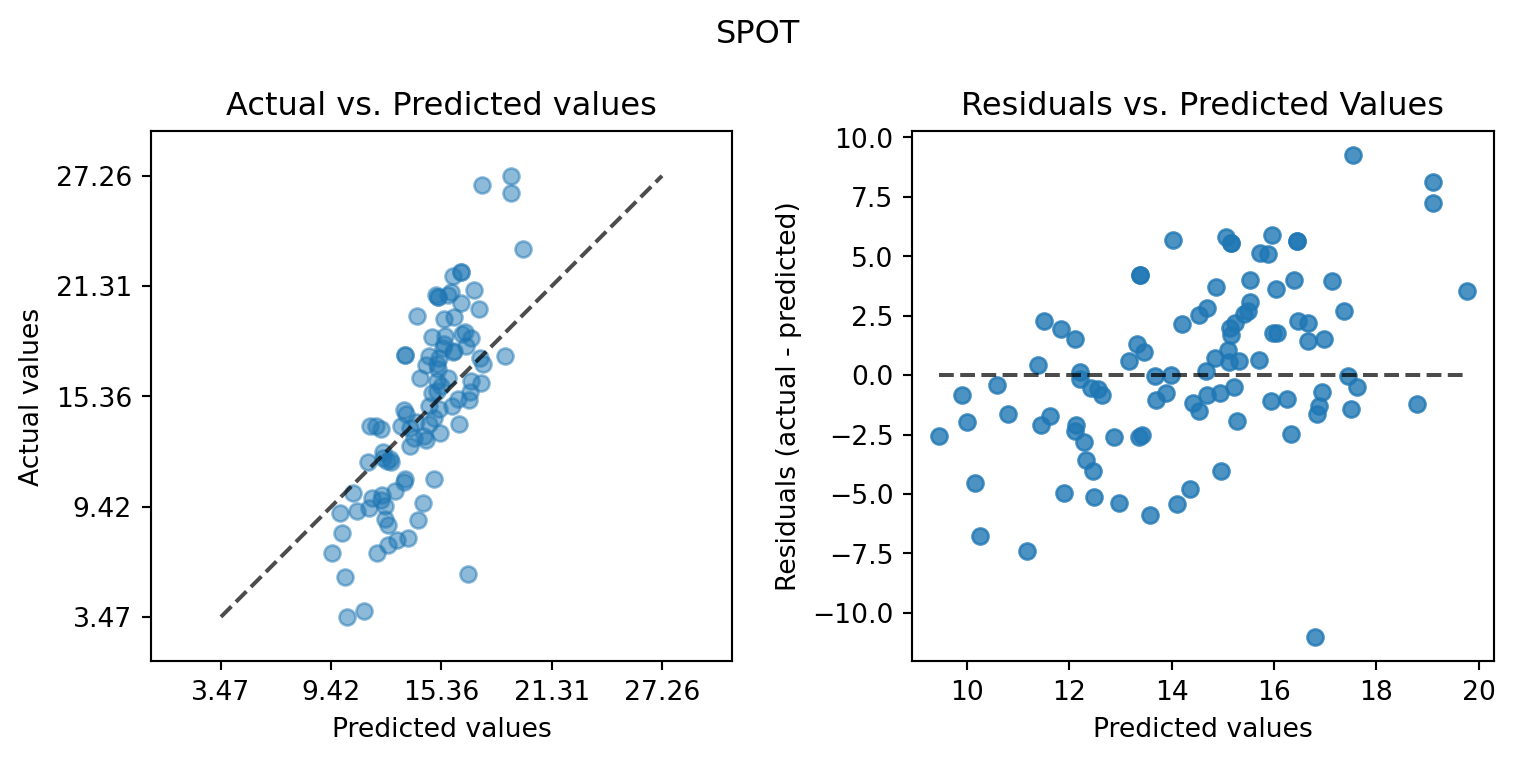 SPOT
Actual vs. Predicted values
Actual values
27.26
21.31
15.36
9.42
3.47
3.47 9.42 15.36 21.31 27.26
Predicted values
Residuals vs. Predicted Values
Residuals (actual - predicted)
10.0
7.5
5.0
2.5
0.0
−2.5
−5.0
−7.5
−10.0
10 12 14 16 18 20
Predicted values